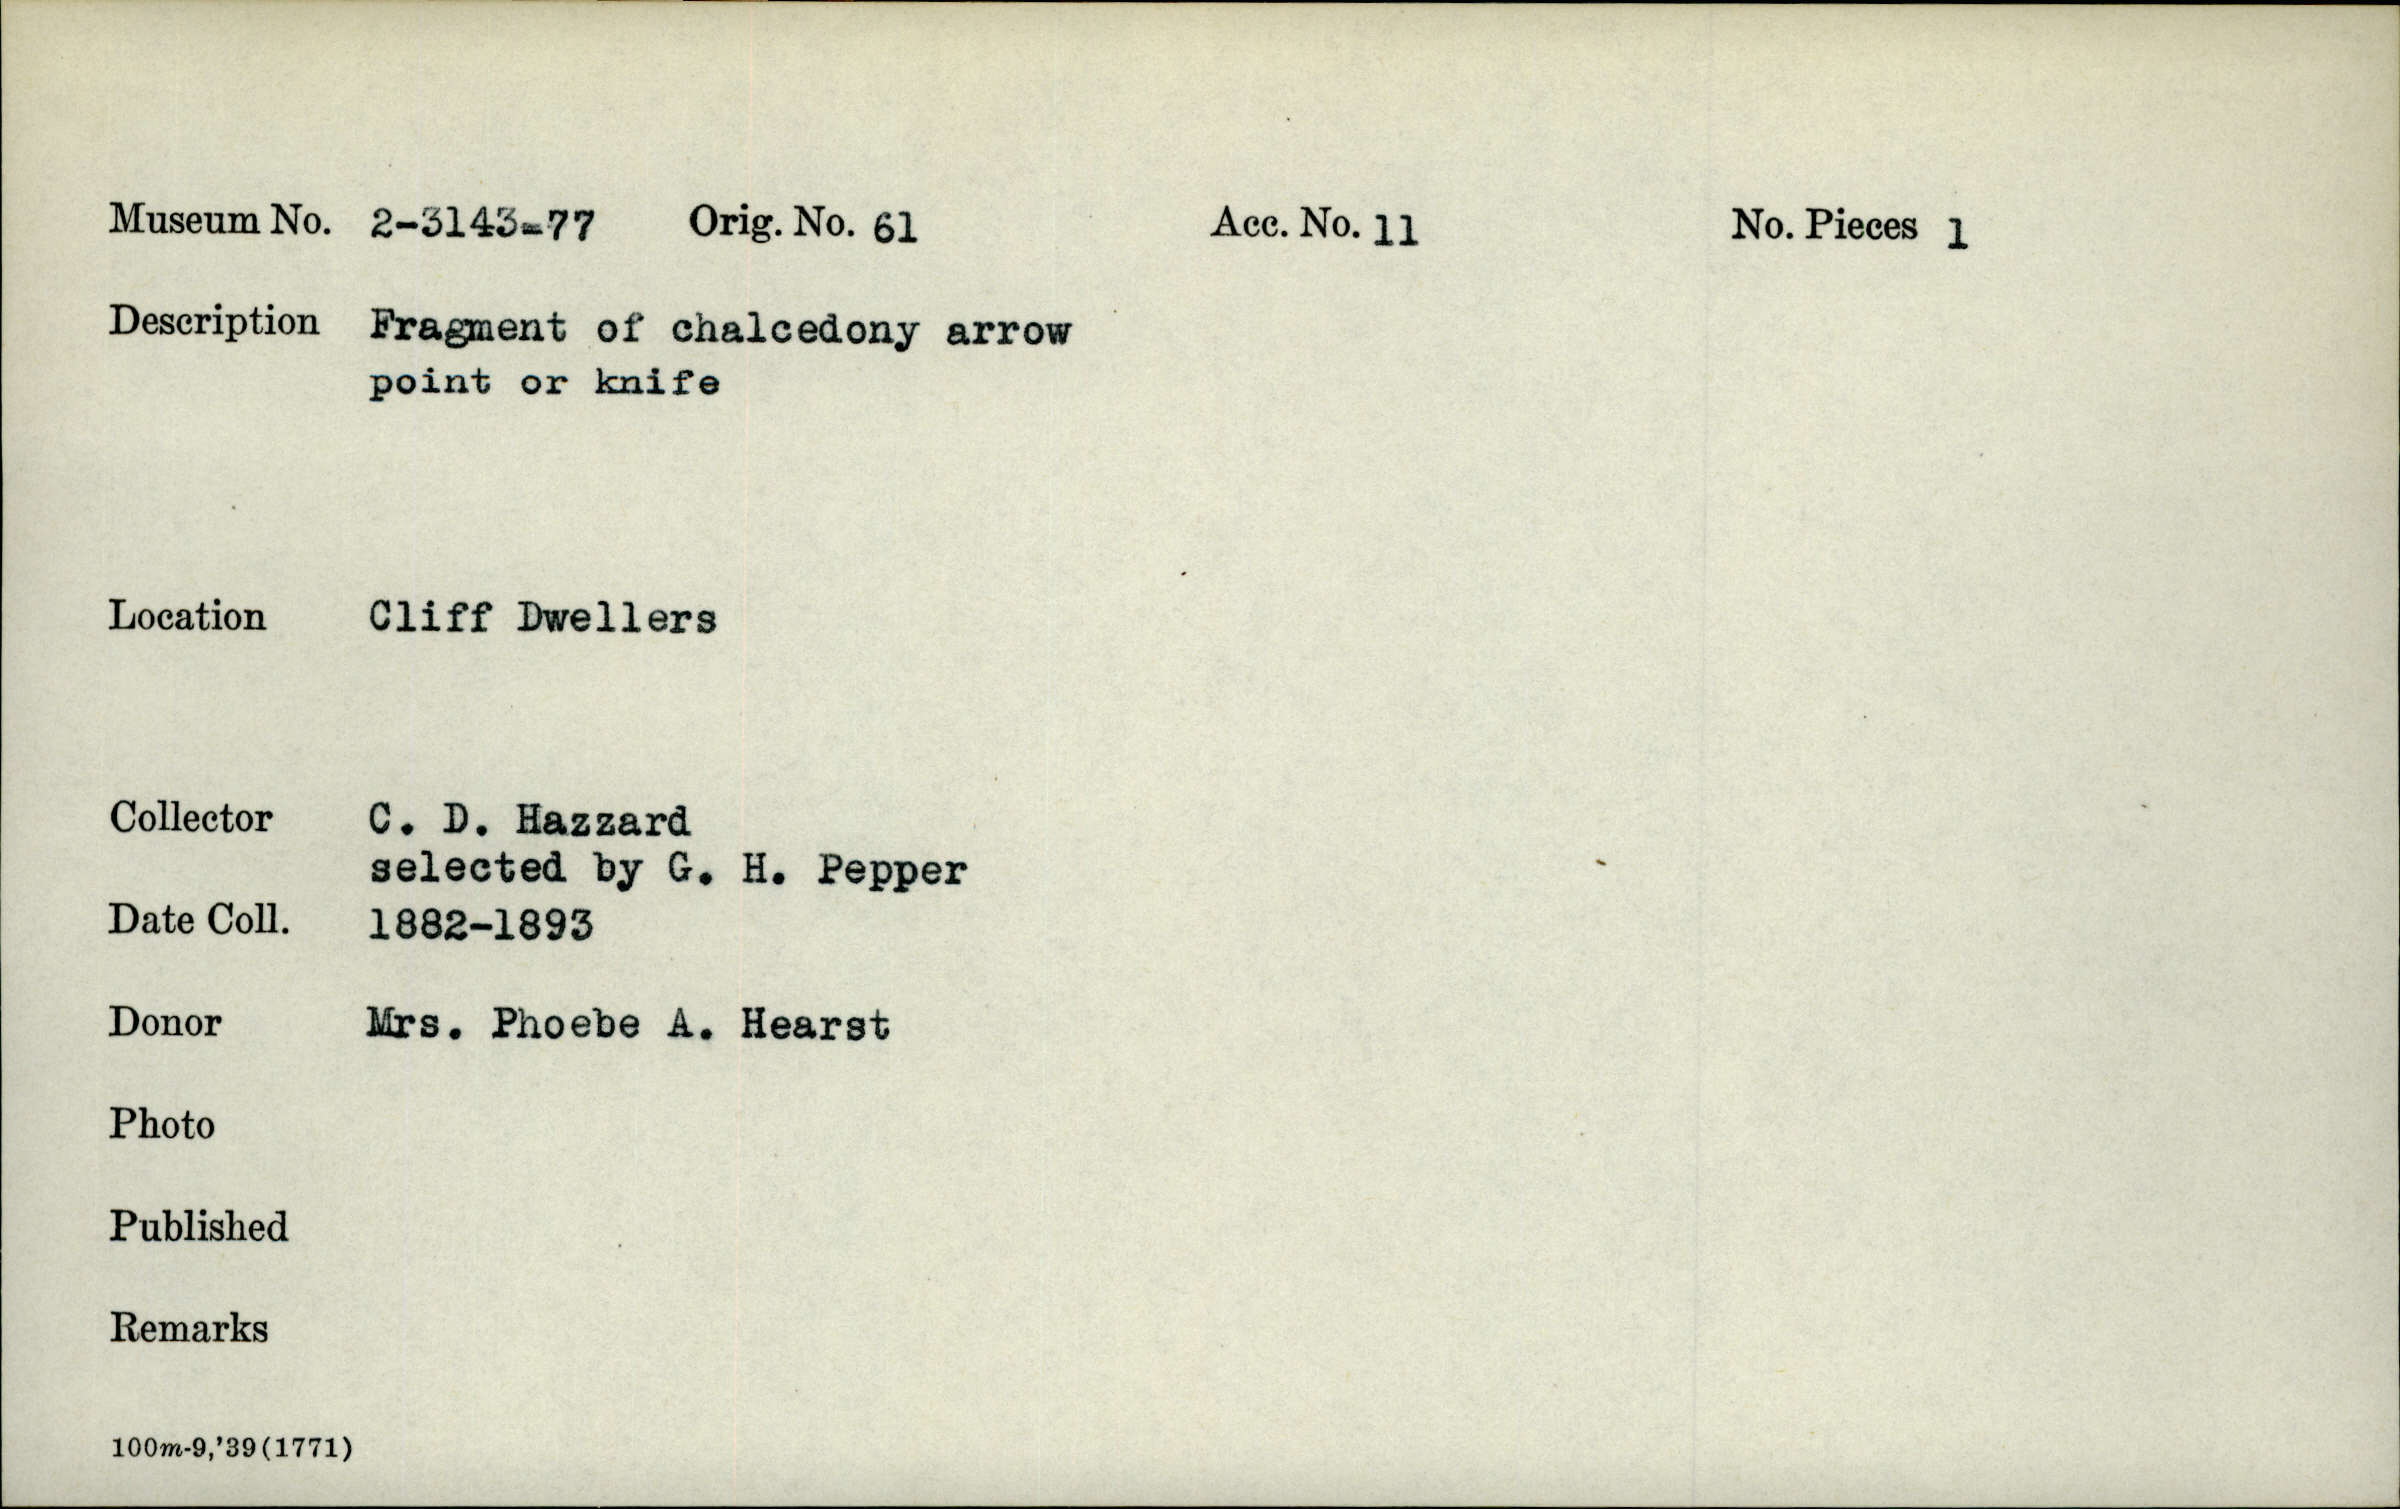 Museum No. 2-3143-77 Orig. No. 61 Acc. No. 11 No. Pieces 1
Description Fragment of chalcedony arrow
point or knife
Location Cliff Dwellers
Collector C. D. Hazzard
selected by G. H. Pepper
Date Coll. 1882-1893
Donor Mrs. Phoebe A. Hearst
Photo
Published
Remarks
100m-9,'39(1771)